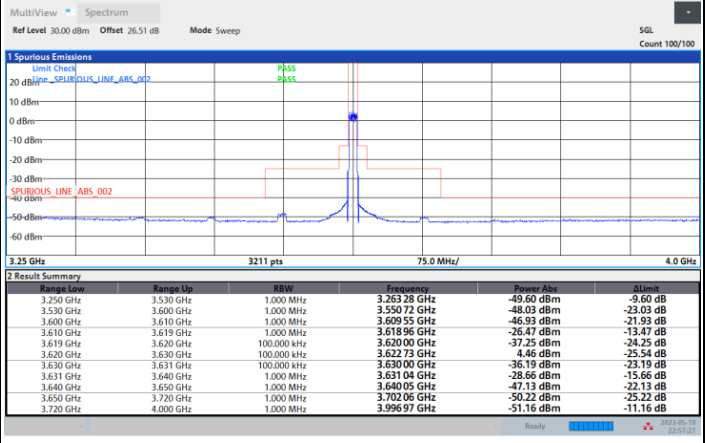 MultiView Spectrum
Ref Level 30.00 dBm Offset 26.51 dB Mode Sweep SGL
Count 100/100
1 Spurious Emissions
Limit Check PASS
Line _SPURIOUS_LINE_ABS_002 PASS
20 dBm
10 dBm
0 dBm
-10 dBm
-20 dBm
-30 dBm
_SPURIOUS_LINE_ABS_002
-40 dBm
-50 dBm
-60 dBm
3.25 GHz 3211 pts 75.0 MHz/ 4.0 GHz
2 Result Summary
Range Low Range Up RBW Frequency Power Abs ΔLimit
3.250 GHz 3.530 GHz 1.000 MHz 3.263 28 GHz -49.60 dBm -9.60 dB
3.530 GHz 3.600 GHz 1.000 MHz 3.550 72 GHz -48.03 dBm -23.03 dB
3.600 GHz 3.610 GHz 1.000 MHz 3.609 55 GHz -46.93 dBm -21.93 dB
3.610 GHz 3.619 GHz 1.000 MHz 3.618 96 GHz -26.47 dBm -13.47 dB
3.619 GHz 3.620 GHz 100.000 kHz 3.620 00 GHz -37.25 dBm -24.25 dB
3.620 GHz 3.630 GHz 100.000 kHz 3.622 73 GHz 4.46 dBm -25.54 dB
3.630 GHz 3.631 GHz 100.000 kHz 3.630 00 GHz -36.19 dBm -23.19 dB
3.631 GHz 3.640 GHz 1.000 MHz 3.631 04 GHz -28.66 dBm -15.66 dB
3.640 GHz 3.650 GHz 1.000 MHz 3.640 05 GHz -47.13 dBm -22.13 dB
3.650 GHz 3.720 GHz 1.000 MHz 3.702 06 GHz -50.22 dBm -25.22 dB
3.720 GHz 4.000 GHz 1.000 MHz 3.996 97 GHz -51.16 dBm -11.16 dB
Ready 2023-05-19
22:57:27